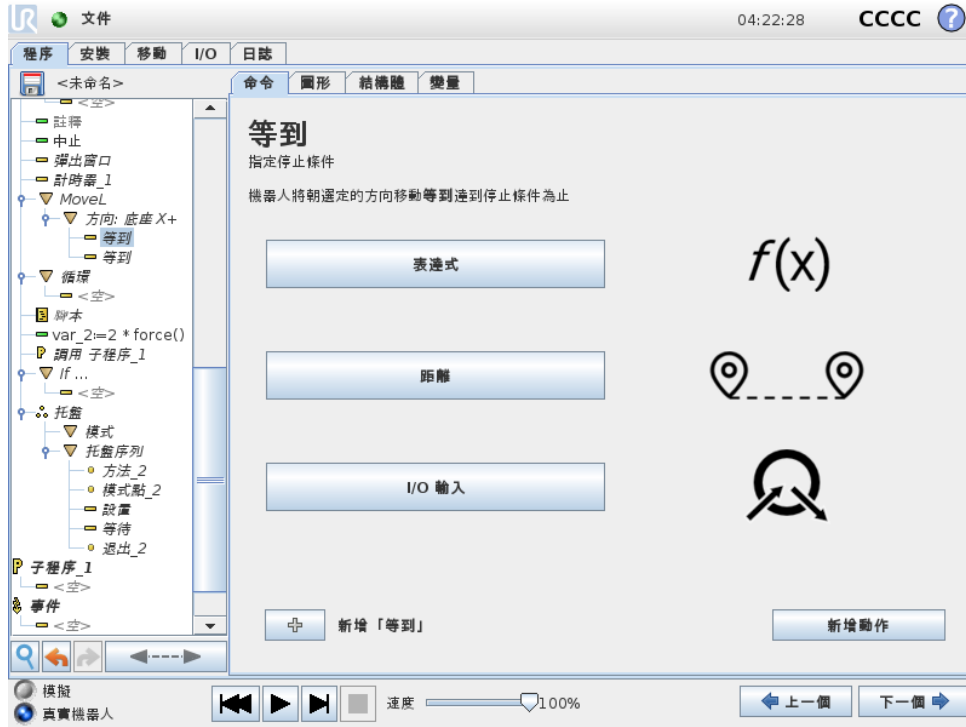 UR 文件 04:22:28 CCCC ?
程序 安裝 移動 I/O 日誌
<未命名>
命令 圖形 結構體 變量
<空>
註釋
中止
彈出窗口
計時器_1
MoveL
方向: 底座 X+
等到
等到
循環
<空>
腳本
var_2:=2 * force()
P 調用 子程序_1
If ...
<空>
托盤
模式
托盤序列
方法_2
模式點_2
設置
等待
退出_2
P 子程序_1
<空>
事件
<空>
等到
指定停止條件
機器人將朝選定的方向移動等到達到停止條件為止
表達式
f(x)
距離
I/O 輸入
新增「等到」
新增動作
模擬
真實機器人
速度 100%
上一個 下一個